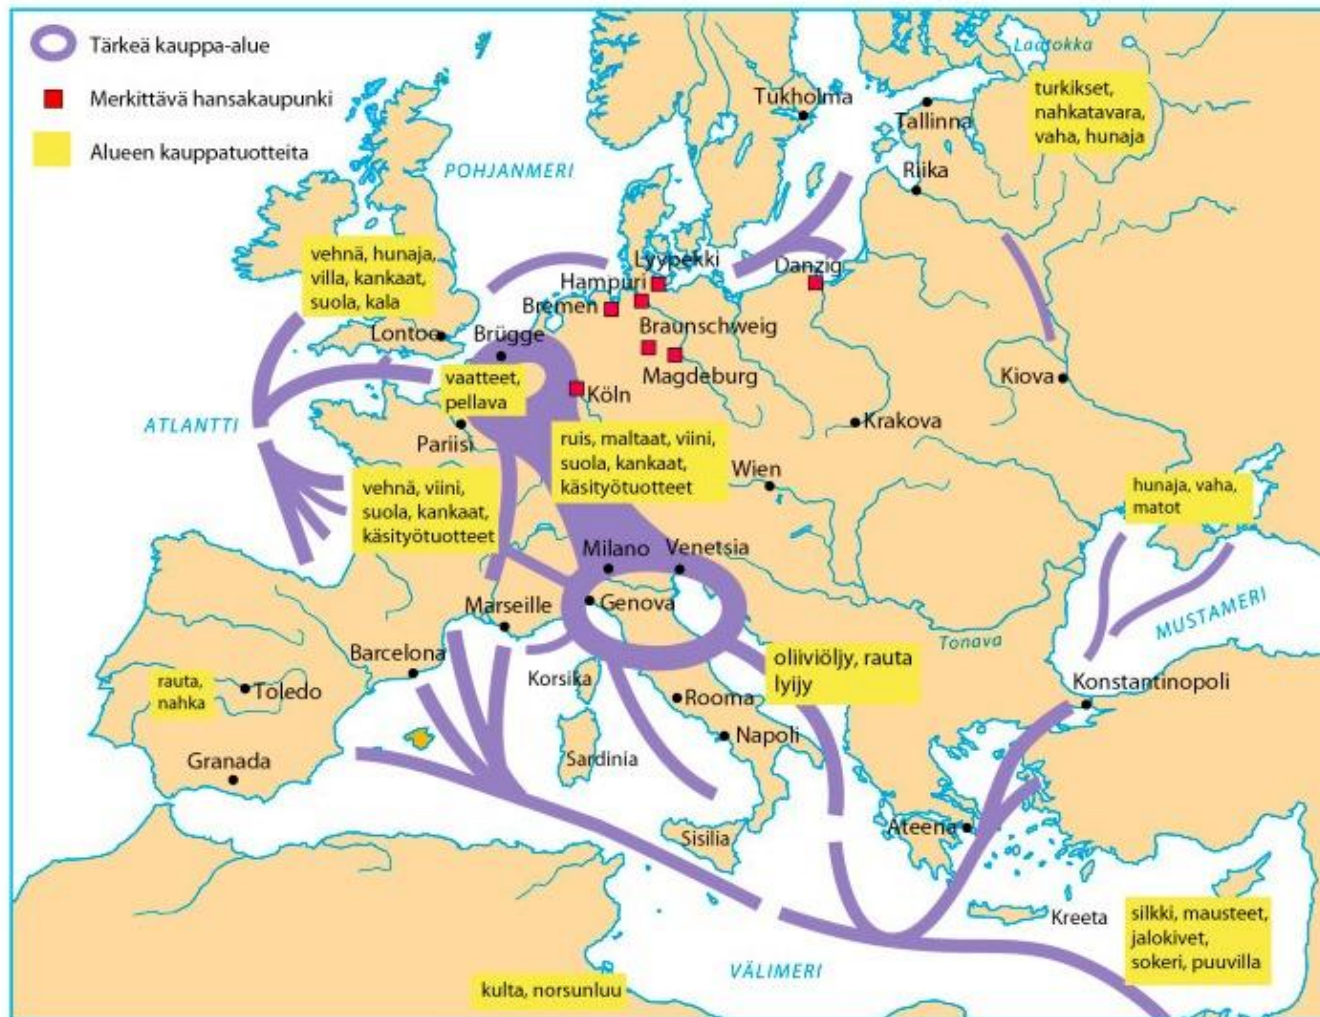 Tärkeä kauppa-alue
Merkittävä hansakaupunki
Alueen kauppatuotteita
Laatokka
turkikset,
nahkatavara,
vaha, hunaja
Tukholma
Tallinna
Riika
POHJANMERI
vehnä, hunaja,
villa, kankaat,
suola, kala
Lyypekki
Hampuri
Danzig
Bremen
Lontoo
Brügge
Braunschweig
Magdeburg
Kiova
vaatteet,
pellava
Köln
ATLANTTI
Pariisi
Krakova
ruis, maltaat, viini,
suola, kankaat,
käsityötuotteet
Wien
vehnä, viini,
suola, kankaat,
käsityötuotteet
hunaja, vaha,
matot
Milano
Venetsia
Marseille
Genova
MUSTAMERI
Tonava
Barcelona
Korsika
oliiviöljy, rauta
lyijy
rauta,
nahka
Toledo
Rooma
Konstantinopoli
Napoli
Granada
Sardinia
Sisilia
Ateena
Kreeta
silkki, mausteet,
jalokivet,
sokeri, puuvilla
VÄLIMERI
kulta, norsunluu